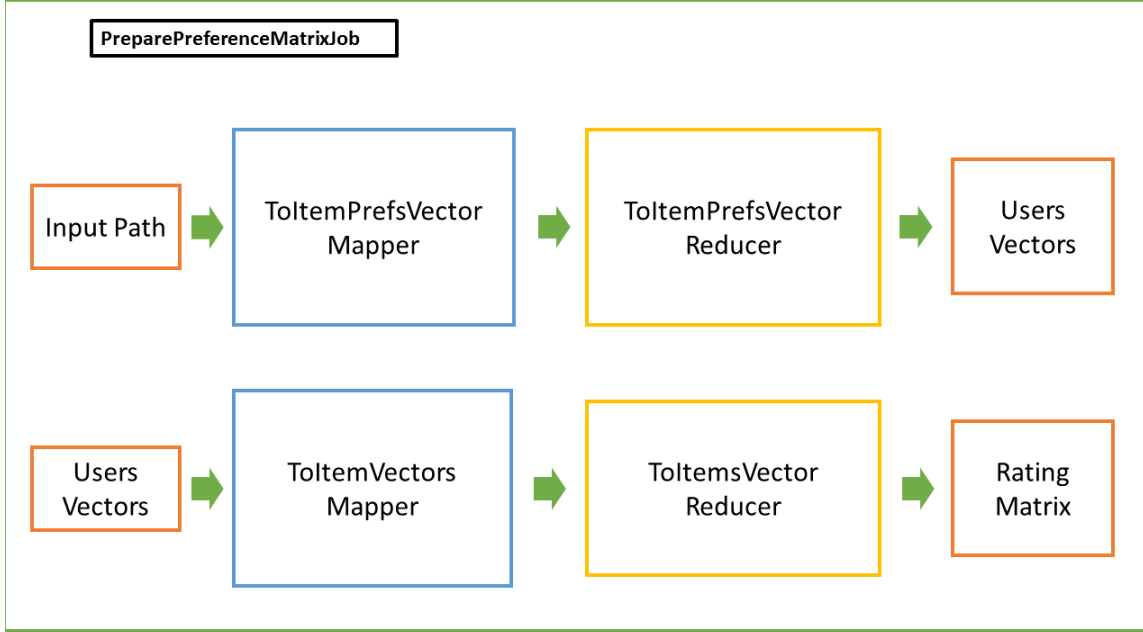 PreparePreferenceMatrixJob
Input Path
ToItemPrefsVector
Mapper
ToItemPrefsVector
Reducer
Users
Vectors
Users
Vectors
ToItemVectors
Mapper
ToItemsVector
Reducer
Rating
Matrix